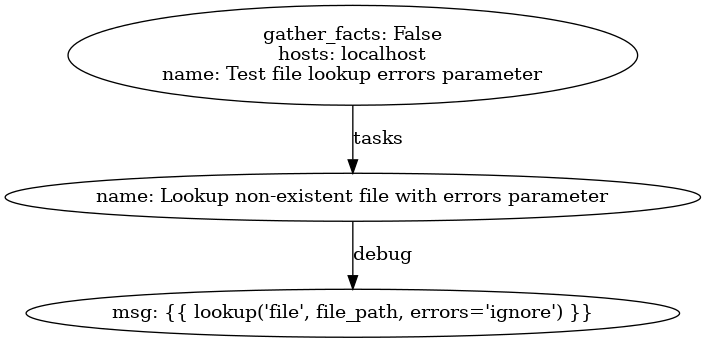 gather_facts: False
hosts: localhost
name: Test file lookup errors parameter
tasks
name: Lookup non-existent file with errors parameter
debug
msg: {{ lookup('file', file_path, errors='ignore') }}